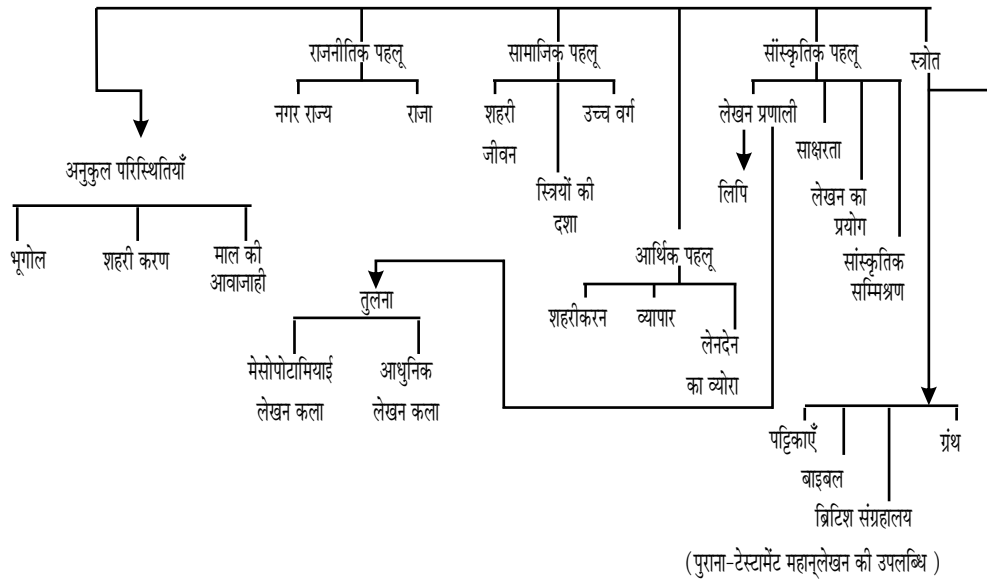 राजनीतिक पहलू
सामाजिक पहलू
साँस्कृतिक पहलू
स्त्रोत
नगर राज्य
राजा
शहरी
जीवन
उच्च वर्ग
स्त्रियों की
दशा
लेखन प्रणाली
लिपि
साक्षरता
लेखन का
प्रयोग
सांस्कृतिक
सम्मिश्रण
अनुकुल परिस्थितियाँ
भूगोल
शहरी करण
माल की
आवाजाही
आर्थिक पहलू
शहरीकरन
व्यापार
लेनदेन
का व्योरा
तुलना
मेसोपोटामियाई
लेखन कला
आधुनिक
लेखन कला
पट्टिकाएँ
बाइबल
ब्रिटिश संग्रहालय
ग्रंथ
(पुराना-टेस्टामेंट महान्लेखन की उपलब्धि )